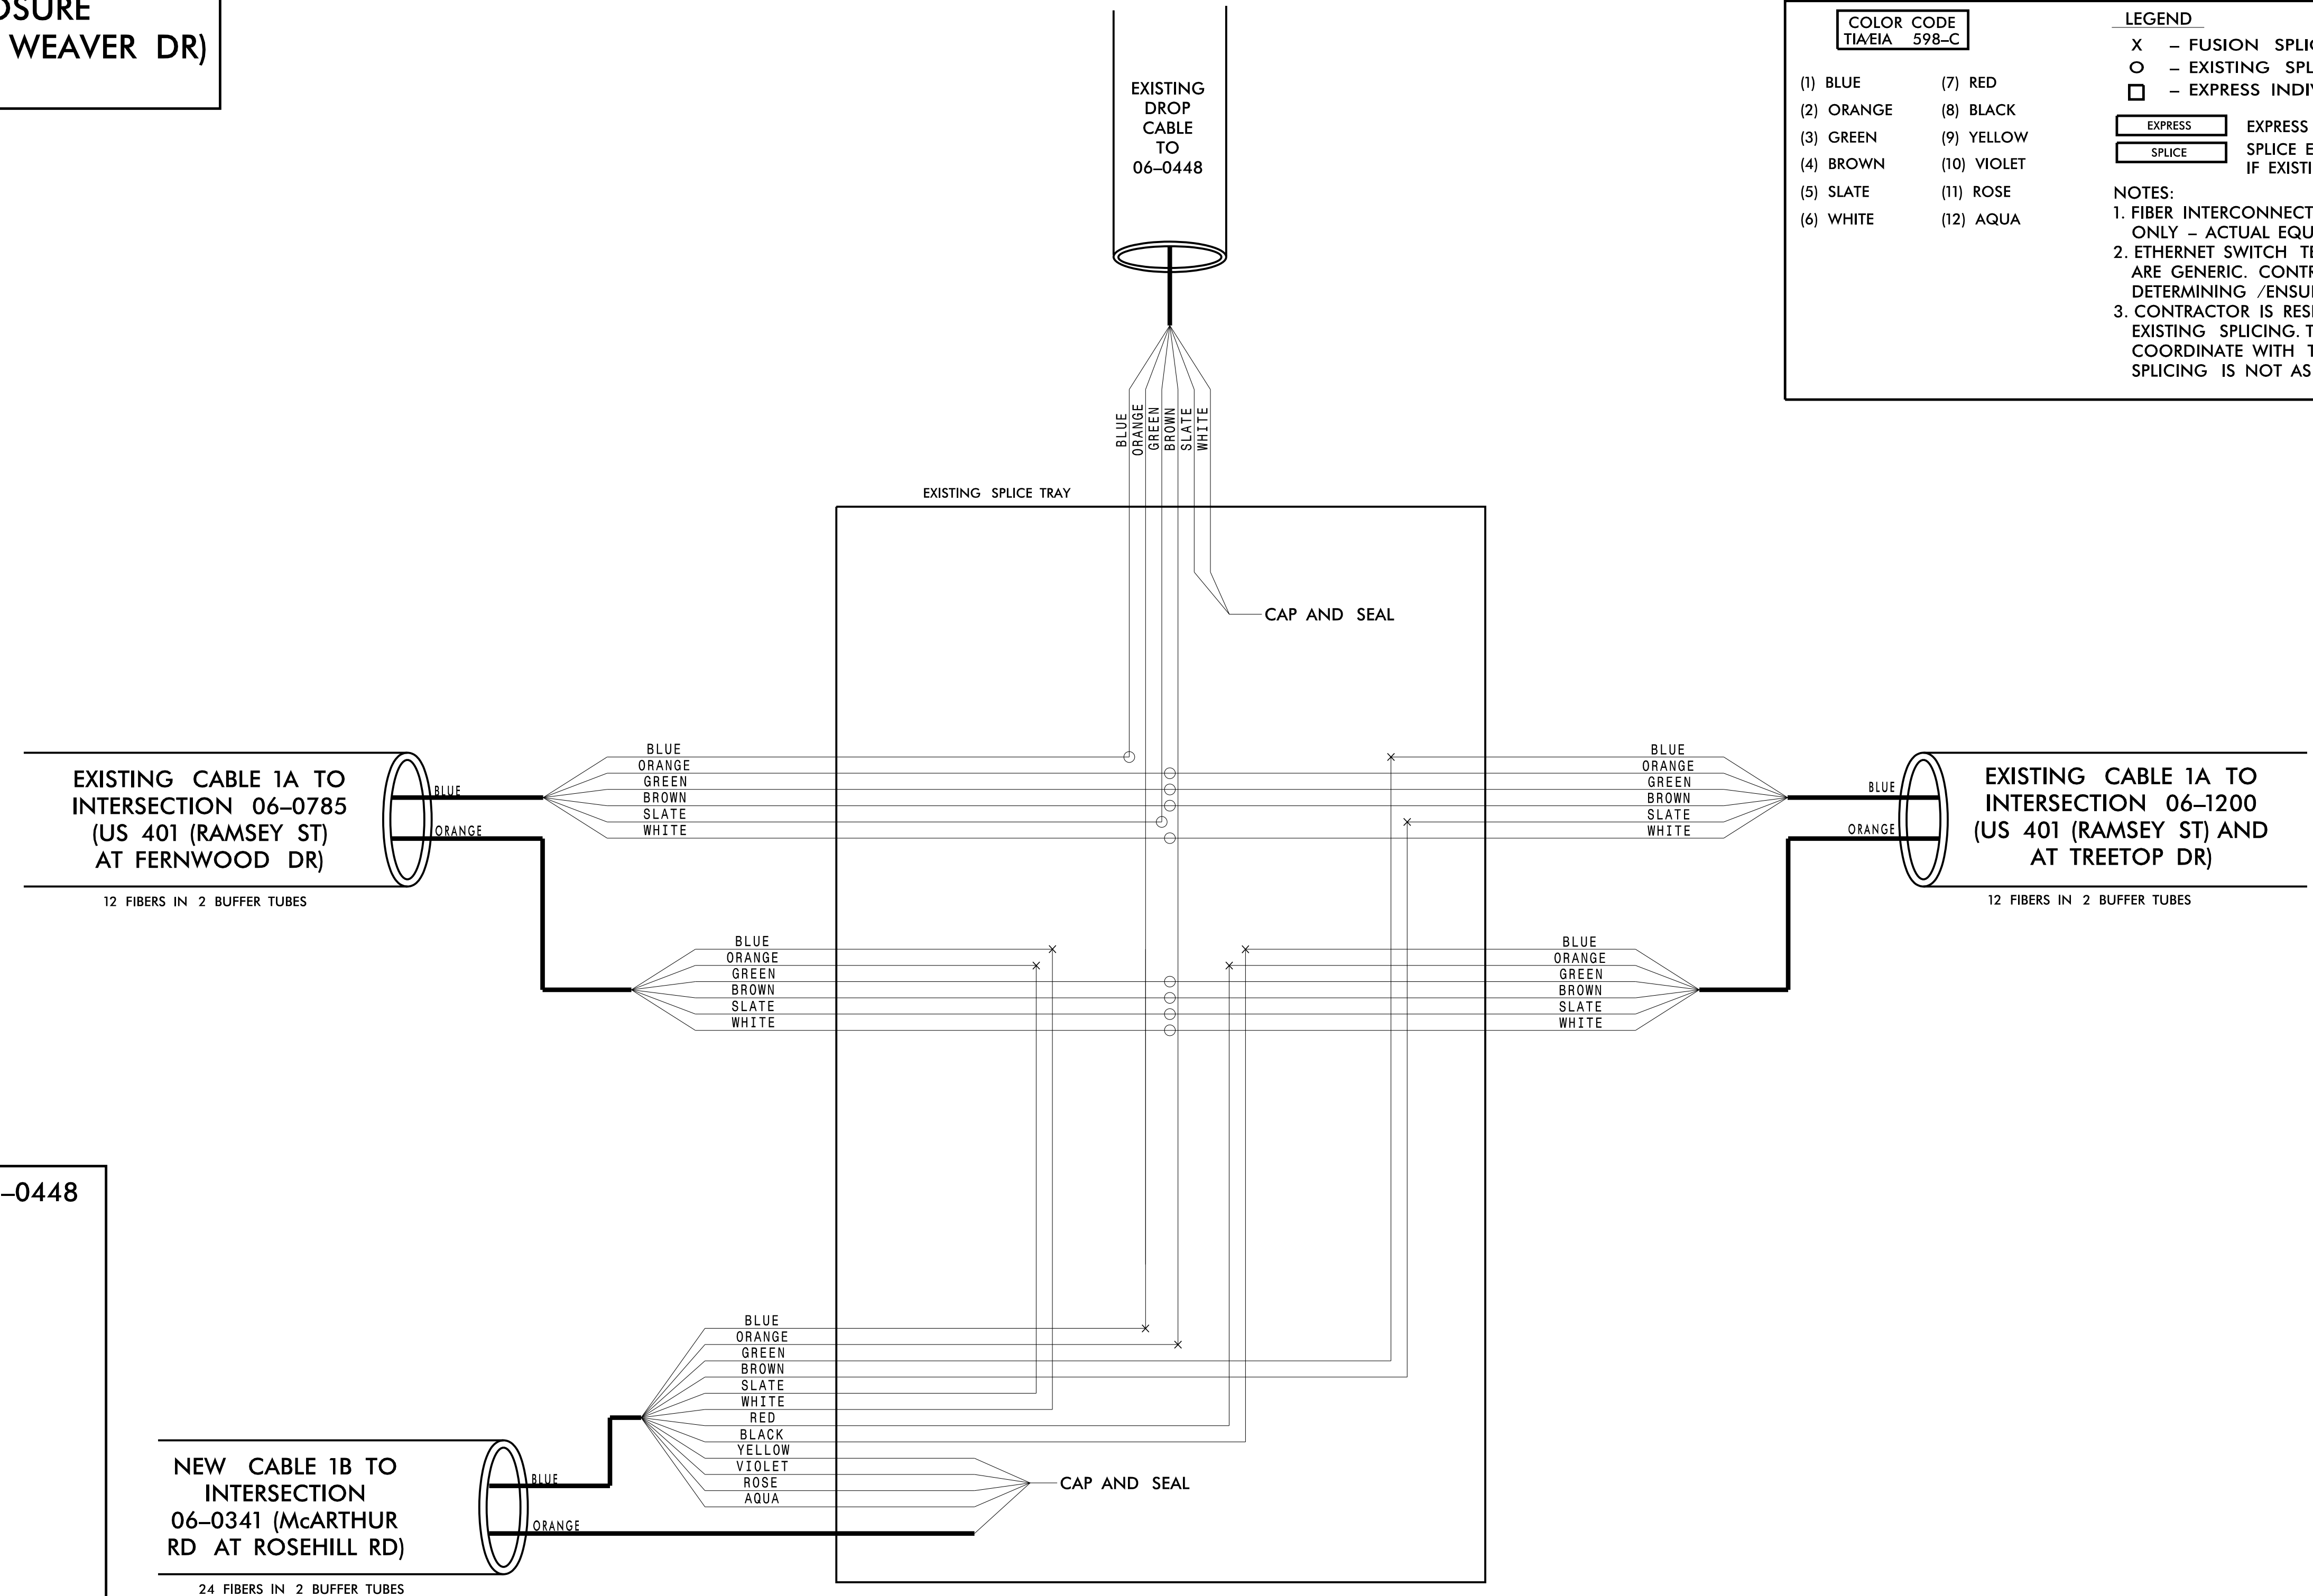 OSURE
WEAVER DR)
EXISTING
DROP
CABLE
TO
06–0448
COLOR CODE
TIA/EIA 598–C
(1) BLUE
(2) ORANGE
(3) GREEN
(4) BROWN
(5) SLATE
(6) WHITE
(7) RED
(8) BLACK
(9) YELLOW
(10) VIOLET
(11) ROSE
(12) AQUA
LEGEND
X – FUSION SPLI
O – EXISTING SPL
– EXPRESS INDI
EXPRESS EXPRESS
SPLICE SPLICE E
IF EXISTI
NOTES:
1. FIBER INTERCONNECT
ONLY – ACTUAL EQU
2. ETHERNET SWITCH TE
ARE GENERIC. CONTR
DETERMINING /ENSU
3. CONTRACTOR IS RES
EXISTING SPLICING. T
COORDINATE WITH T
SPLICING IS NOT AS
BLUE
ORANGE
GREEN
BROWN
SLATE
WHITE
EXISTING SPLICE TRAY
CAP AND SEAL
EXISTING CABLE 1A TO
INTERSECTION 06–0785
(US 401 (RAMSEY ST)
AT FERNWOOD DR)
12 FIBERS IN 2 BUFFER TUBES
BLUE
ORANGE
BLUE
ORANGE
GREEN
BROWN
SLATE
WHITE
BLUE
ORANGE
GREEN
BROWN
SLATE
WHITE
BLUE
ORANGE
EXISTING CABLE 1A TO
INTERSECTION 06–1200
(US 401 (RAMSEY ST) AND
AT TREETOP DR)
12 FIBERS IN 2 BUFFER TUBES
BLUE
ORANGE
GREEN
BROWN
SLATE
WHITE
BLUE
ORANGE
GREEN
BROWN
SLATE
WHITE
–0448
BLUE
ORANGE
GREEN
BROWN
SLATE
WHITE
RED
BLACK
YELLOW
VIOLET
ROSE
AQUA
CAP AND SEAL
NEW CABLE 1B TO
INTERSECTION
06–0341 (McARTHUR
RD AT ROSEHILL RD)
24 FIBERS IN 2 BUFFER TUBES
BLUE
ORANGE